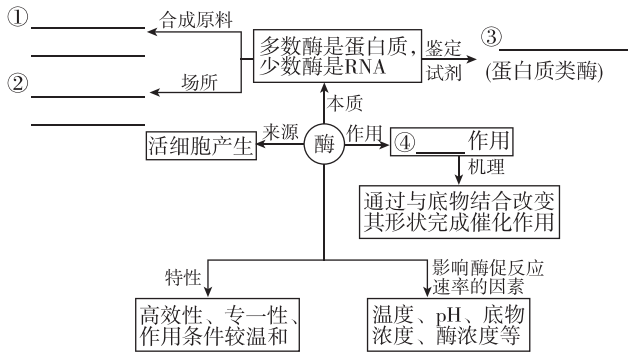 ①
合成原料
多数酶是蛋白质，
少数酶是RNA
鉴定
试剂
③
(蛋白质类酶)
②
场所
本质
来源
活细胞产生
酶
作用
④ 作用
机理
通过与底物结合改变
其形状完成催化作用
特性
影响酶促反应
速率的因素
高效性、专一性、
作用条件较温和
温度、pH、底物
浓度、酶浓度等